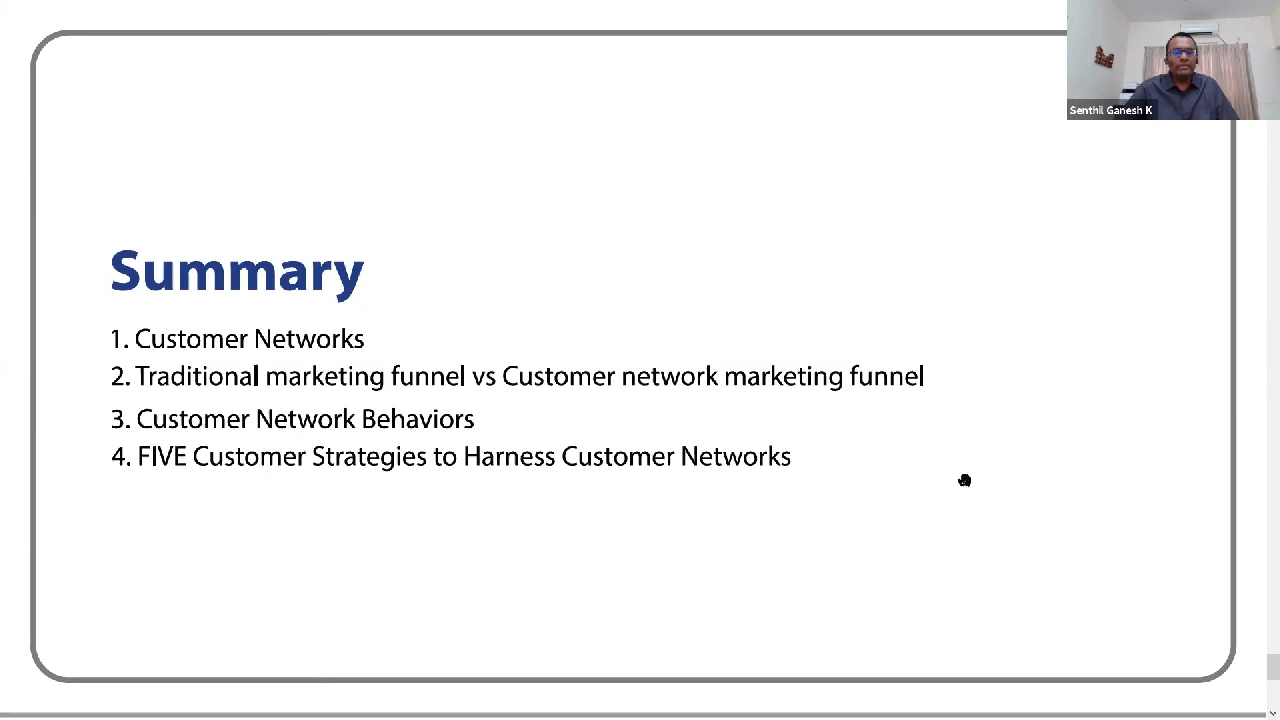 Senthil Ganesh K
Summary
1. Customer Networks
2. Traditional marketing funnel vs Customer network marketing funnel
3. Customer Network Behaviors
4. FIVE Customer Strategies to Harness Customer Networks